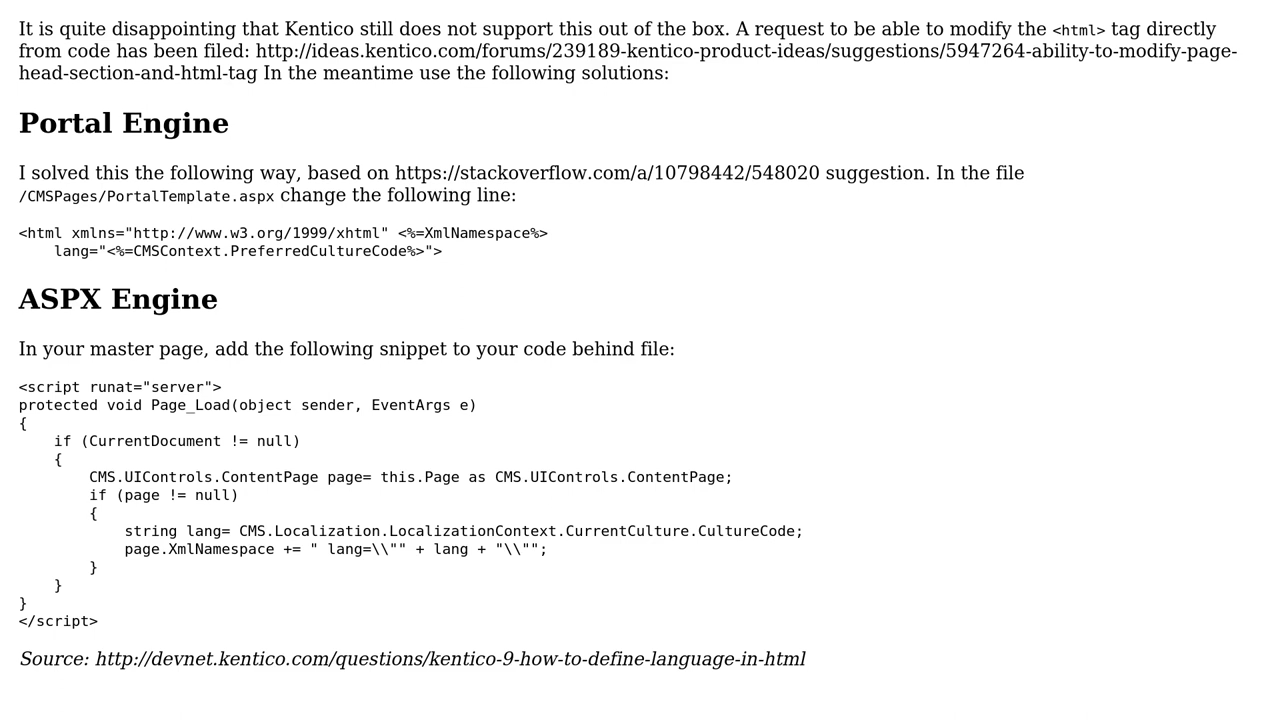 It is quite disappointing that Kentico still does not support this out of the box. A request to be able to modify the <html> tag directly
from code has been filed: http://ideas.kentico.com/forums/239189-kentico-product-ideas/suggestions/5947264-ability-to-modify-page-
head-section-and-html-tag In the meantime use the following solutions:
Portal Engine
I solved this the following way, based on https://stackoverflow.com/a/10798442/548020 suggestion. In the file
/CMSPages/PortalTemplate.aspx change the following line:
<html xmlns="http://www.w3.org/1999/xhtml" <%=XmlNamespace%>
    lang="<%=CMSContext.PreferredCultureCode%>">
ASPX Engine
In your master page, add the following snippet to your code behind file:
<script runat="server">
protected void Page_Load(object sender, EventArgs e)
{
    if (CurrentDocument != null)
    {
        CMS.UIControls.ContentPage page= this.Page as CMS.UIControls.ContentPage;
        if (page != null)
        {
            string lang= CMS.Localization.LocalizationContext.CurrentCulture.CultureCode;
            page.XmlNamespace += " lang=\\"" + lang + "\\"";
        }
    }
}
</script>
Source: http://devnet.kentico.com/questions/kentico-9-how-to-define-language-in-html